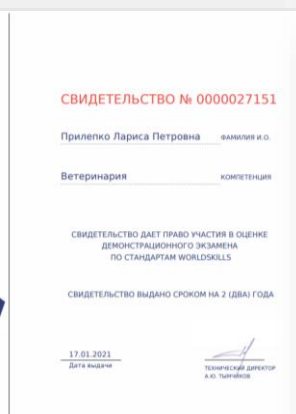 СВИДЕТЕЛЬСТВО № 0000027151
Прилепко Лариса Петровна ФАМИЛИЯ И.О.
Ветеринария КОМПЕТЕНЦИЯ
СВИДЕТЕЛЬСТВО ДАЕТ ПРАВО УЧАСТИЯ В ОЦЕНКЕ
ДЕМОНСТРАЦИОННОГО ЭКЗАМЕНА
ПО СТАНДАРТАМ WORLDSKILLS
СВИДЕТЕЛЬСТВО ВЫДАНО СРОКОМ НА 2 (ДВА) ГОДА
17.01.2021
Дата выдачи
ТЕХНИЧЕСКИЙ ДИРЕКТОР
А.Ю. ТЫМЧИКОВ